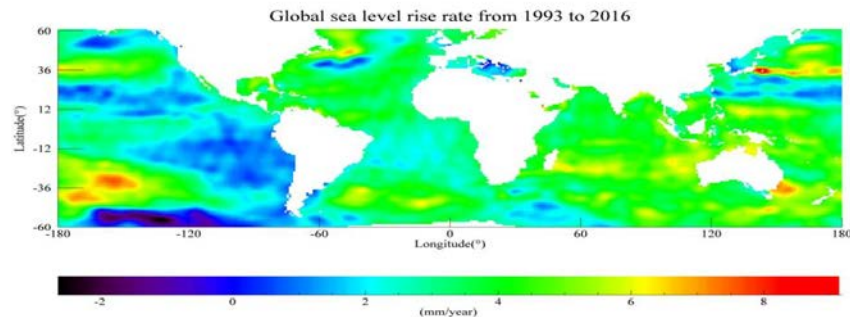 Global sea level rise rate from 1993 to 2016
60
36
12
-12
-36
-60
Latitude(°)
-180 -120 -60 0 60 120 180
Longitude(°)
-2 0 2 4 6 8
(mm/year)